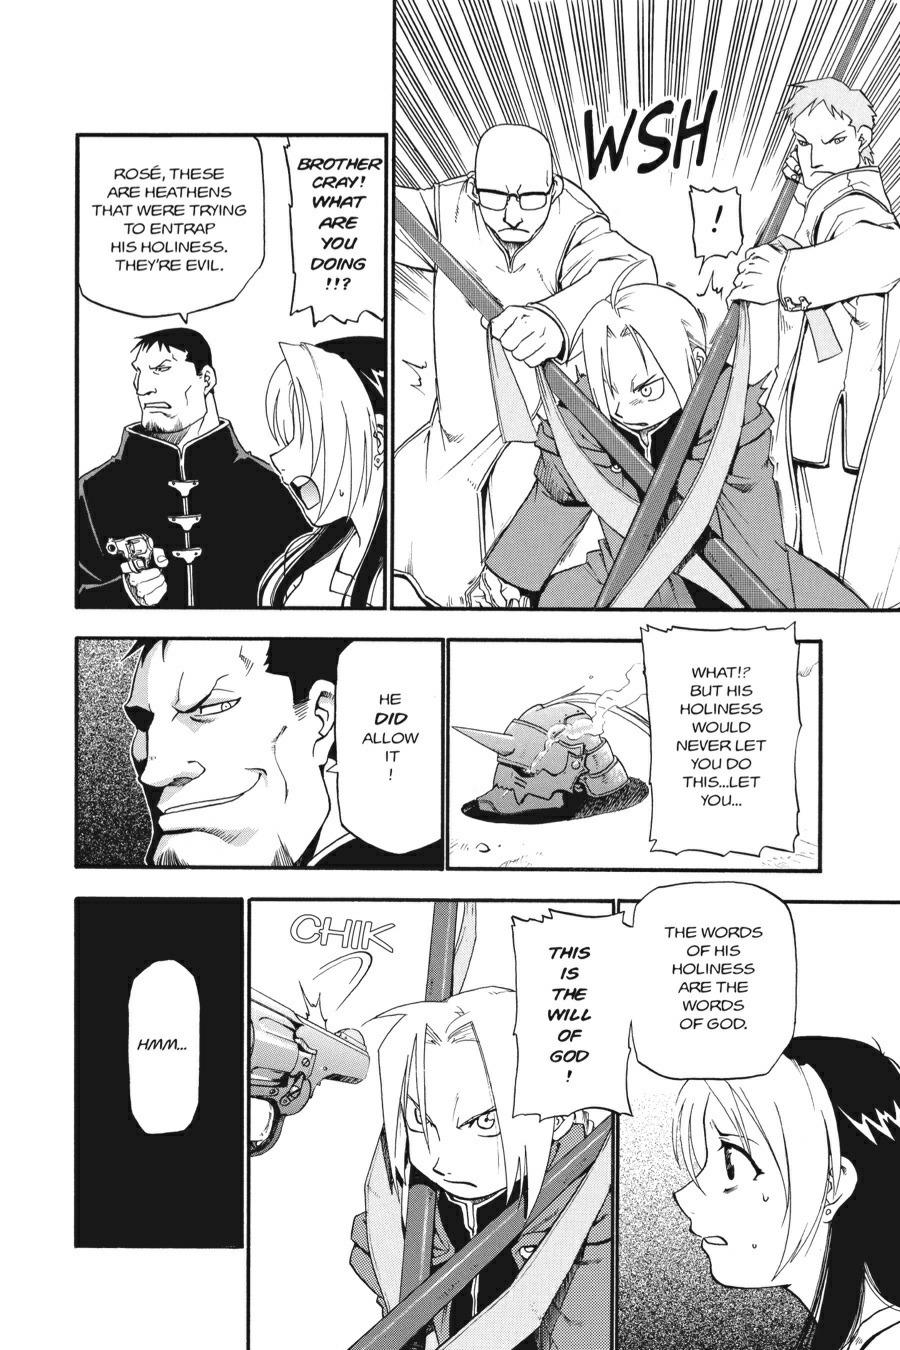 WSH
!
BROTHER
CRAY!
WHAT
ARE
YOU
DOING
!!?
ROSÉ, THESE
ARE HEATHENS
THAT WERE TRYING
TO ENTRAP
HIS HOLINESS.
THEY'RE EVIL.
WHAT!?
BUT HIS
HOLINESS
WOULD
NEVER LET
YOU DO
THIS...LET
YOU...
HE
DID
ALLOW
IT
!
THE WORDS
OF HIS
HOLINESS
ARE THE
WORDS
OF GOD.
THIS
IS
THE
WILL
OF
GOD
!
CHIK
HMM...